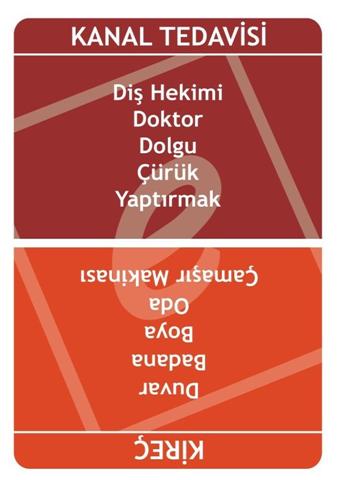 KANAL TEDAVİSİ
Diş Hekimi
Doktor
Dolgu
Çürük
Yaptırmak
KİREÇ
Duvar
Badana
Boya
Oda
Çamaşır Makinası